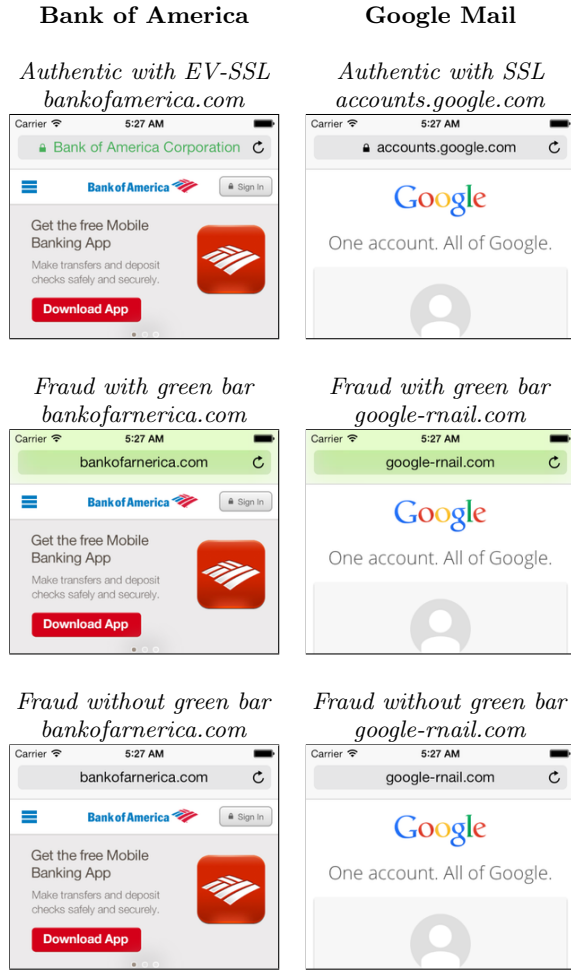 Bank of America
Google Mail
Authentic with EV-SSL
bankofamerica.com
Authentic with SSL
accounts.google.com
Carrier 5:27 AM
Bank of America Corporation
Bank of America Sign In
Get the free Mobile
Banking App
Make transfers and deposit
checks safely and securely.
Download App
Carrier 5:27 AM
accounts.google.com
Google
One account. All of Google.
Fraud with green bar
bankofarnerica.com
Fraud with green bar
google-rnail.com
Carrier 5:27 AM
bankofarnerica.com
Bank of America Sign In
Get the free Mobile
Banking App
Make transfers and deposit
checks safely and securely.
Download App
Carrier 5:27 AM
google-rnail.com
Google
One account. All of Google.
Fraud without green bar
bankofarnerica.com
Fraud without green bar
google-rnail.com
Carrier 5:27 AM
bankofarnerica.com
Bank of America Sign In
Get the free Mobile
Banking App
Make transfers and deposit
checks safely and securely.
Download App
Carrier 5:27 AM
google-rnail.com
Google
One account. All of Google.